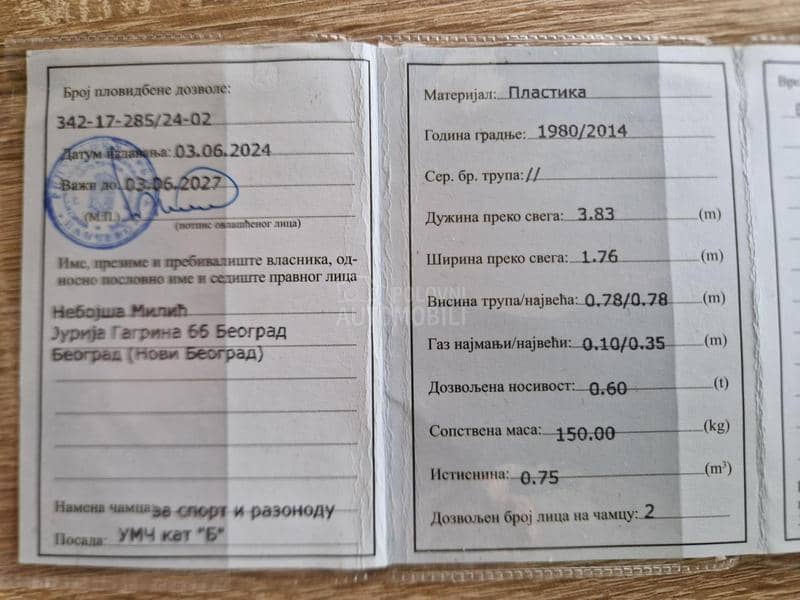 Број пловидбене дозволе:
342-17-285/24-02
Датум издавања: 03.06.2024
Важи до: 03.06.2027
(М.П.)
(потпис овлашћеног лица)
Име, презиме и пребивалиште власника, од-
носно пословно име и седиште правног лица
Небојша Милић
Јурија Гагрина 66 Београд
Београд (Нови Београд)
Намена чамца: за спорт и разоноду
Посада: УМЧ кат "Б"
Материјал: Пластика
Година градње: 1980/2014
Сер. бр. трупа: //
Дужина преко свега: 3.83 (m)
Ширина преко свега: 1.76 (m)
Висина трупа/највећа: 0.78/0.78 (m)
Газ најмањи/највећи: 0.10/0.35 (m)
Дозвољена носивост: 0.60 (t)
Сопствена маса: 150.00 (kg)
Истиснина: 0.75 (m³)
Дозвољен број лица на чамцу: 2
POLOVNI
AUTOMOBILI